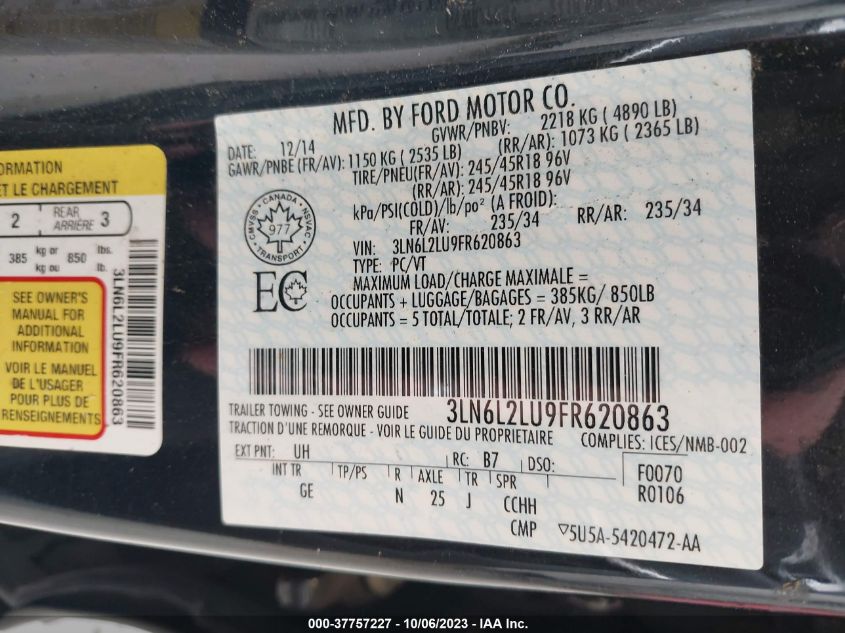 MFD. BY FORD MOTOR CO.
DATE: 12/14 GVWR/PNBV: 2218 KG ( 4890 LB)
GAWR/PNBE (FR/AV): 1150 KG ( 2535 LB) (RR/AR): 1073 KG ( 2365 LB)
TIRE/PNEU(FR/AV): 245/45R18 96V
(RR/AR): 245/45R18 96V
kPa/PSI(COLD)/lb/po² (A FROID):
FR/AV: 235/34 RR/AR: 235/34
VIN: 3LN6L2LU9FR620863
TYPE: PC/VT
MAXIMUM LOAD/CHARGE MAXIMALE =
OCCUPANTS + LUGGAGE/BAGAGES = 385KG/ 850LB
OCCUPANTS = 5 TOTAL/TOTALE; 2 FR/AV, 3 RR/AR
CANADA
CMVSS NSVAC
977
TRANSPORT
EC
TRAILER TOWING - SEE OWNER GUIDE 3LN6L2LU9FR620863
TRACTION D'UNE REMORQUE - VOIR LE GUIDE DU PROPRIETAIRE COMPLIES: ICES/NMB-002
EXT PNT: UH RC: B7 DSO: F0070
INT TR TP/PS R AXLE TR SPR R0106
GE N 25 J CCHH
CMP ▽5U5A-5420472-AA
ORMATION
ET LE CHARGEMENT
2 REAR ARRIÈRE 3
385 kg or kg ou 850 lbs. lb.
SEE OWNER'S
MANUAL FOR
ADDITIONAL
INFORMATION
VOIR LE MANUEL
DE L'USAGER
POUR PLUS DE
RENSEIGNEMENTS
3LN6L2LU9FR620863
000-37757227 - 10/06/2023 - IAA Inc.